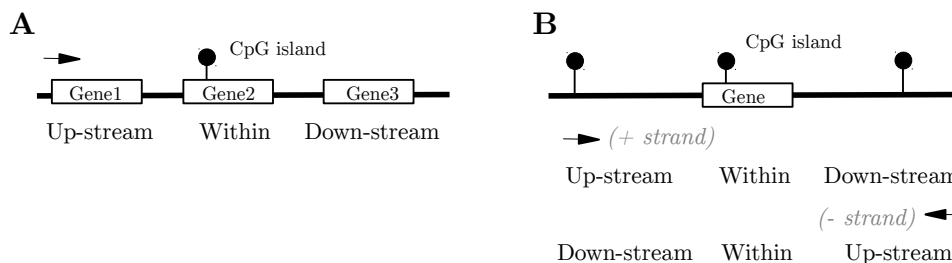 A
CpG island
Gene1 Gene2 Gene3
Up-stream Within Down-stream
B
CpG island
Gene
(+ strand)
Up-stream Within Down-stream
(- strand)
Down-stream Within Up-stream